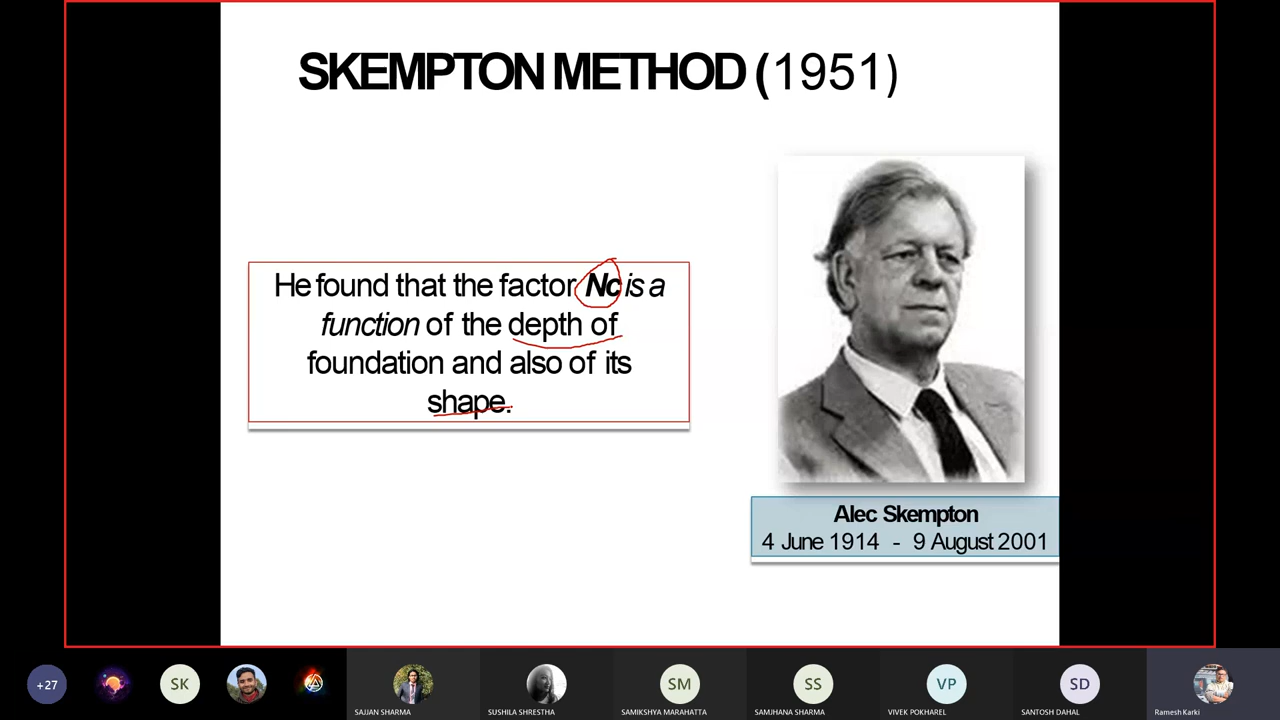 SKEMPTON METHOD (1951)
He found that the factor Nc is a
function of the depth of
foundation and also of its
shape.
Alec Skempton
4 June 1914 - 9 August 2001
+27
SK
SM
SS
VP
SD
SAJJAN SHARMA
SUSHILA SHRESTHA
SAMIKSHYA MARAHATTA
SAMJHANA SHARMA
VIVEK POKHAREL
SANTOSH DAHAL
Ramesh Karki